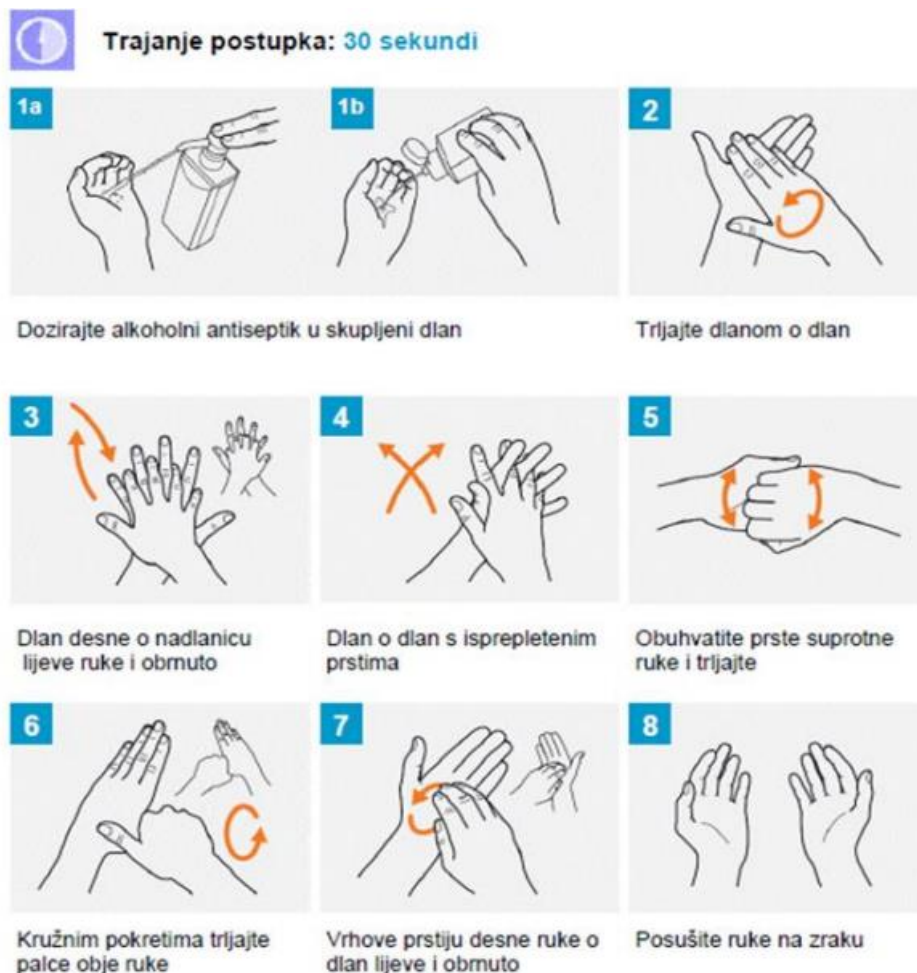 Trajanje postupka: 30 sekundi
1a
1b
2
Dozirajte alkoholni antiseptik u skupljeni dlan
Trljajte dlanom o dlan
3
4
5
Dlan desne o nadlanicu
lijeve ruke i obrnuto
Dlan o dlan s isprepletenim
prstima
Obuhvatite prste suprotne
ruke i trljajte
6
7
8
Kružnim pokretima trljajte
palce obje ruke
Vrhove prstiju desne ruke o
dlan lijeve i obrnuto
Posušite ruke na zraku